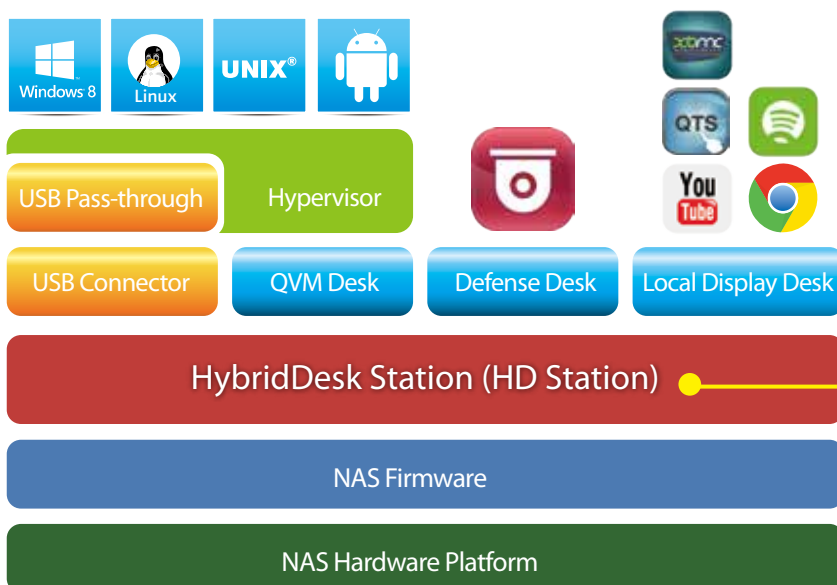 Windows 8
Linux
UNIX®
xbmc
QTS
You
Tube
USB Pass-through
Hypervisor
USB Connector
QVM Desk
Defense Desk
Local Display Desk
HybridDesk Station (HD Station)
NAS Firmware
NAS Hardware Platform